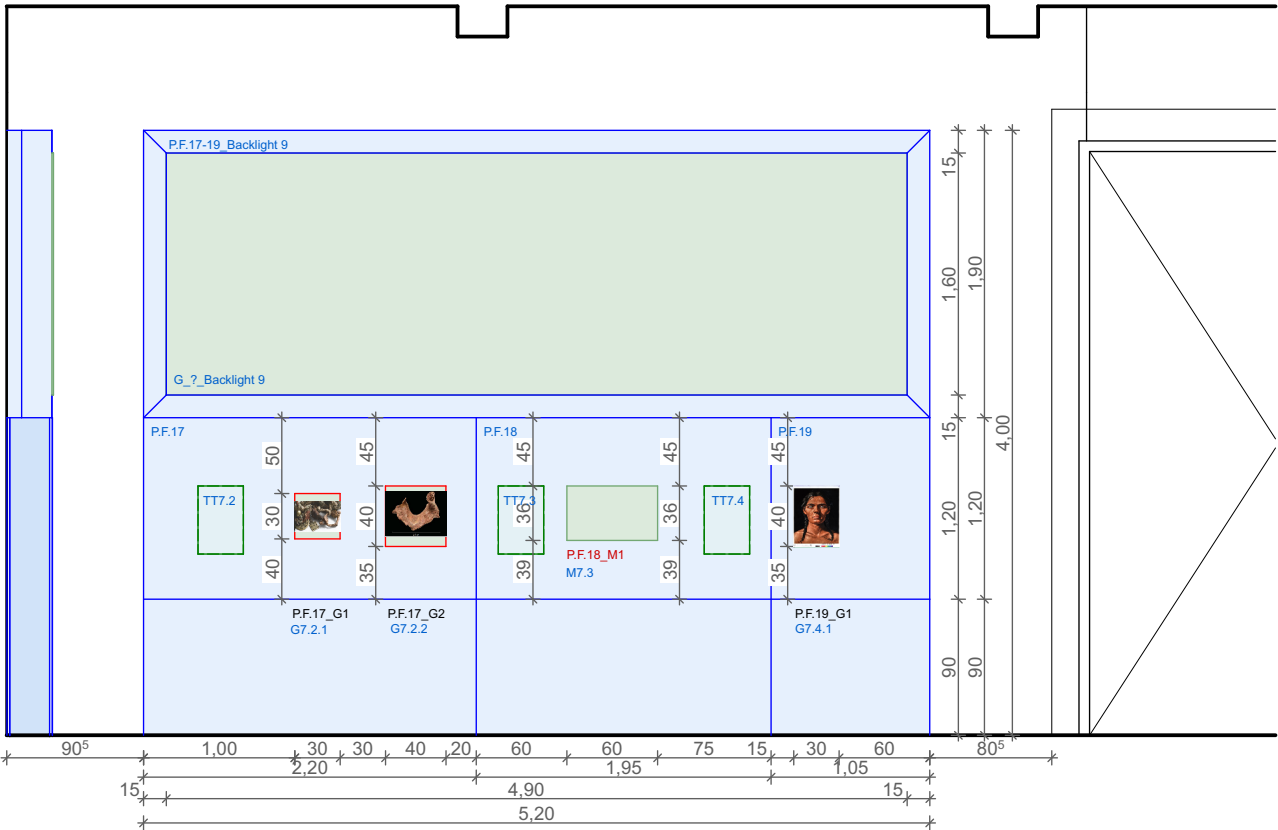 P.F.17-19_Backlight 9
15
1,60
1,90
G_?_Backlight 9
15
4,00
P.F.17
P.F.18
P.F.19
50
45
45
45
45
TT7.2
TT7.3
TT7.4
30
40
36
36
40
1,20
1,20
P.F.18_M1
M7.3
40
35
39
39
35
P.F.17_G1
G7.2.1
P.F.17_G2
G7.2.2
P.F.19_G1
G7.4.1
90
90
90⁵
1,00
30
30
40
20
60
60
75
15
30
60
80⁵
2,20
1,95
1,05
15
4,90
15
5,20